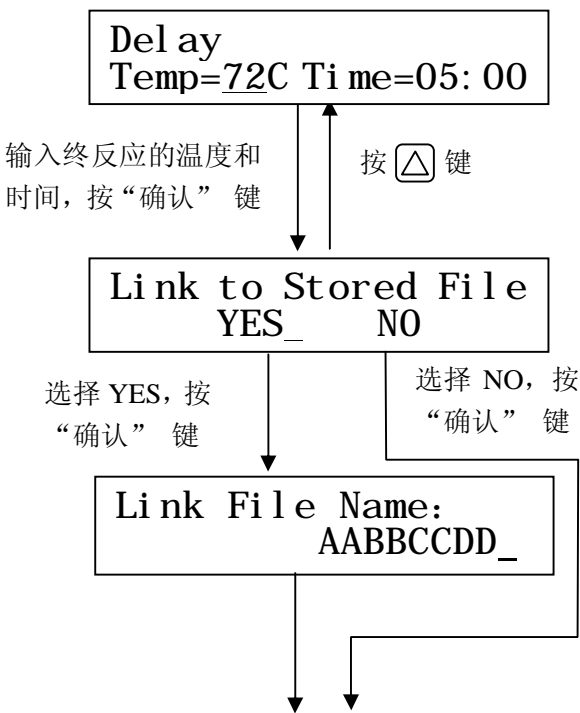 Delay
Temp=72C Time=05:00
输入终反应的温度和
时间，按“确认” 键
按 △ 键
Link to Stored File
YES_ NO
选择 YES，按
“确认” 键
选择 NO，按
“确认” 键
Link File Name:
AABBCCDD_